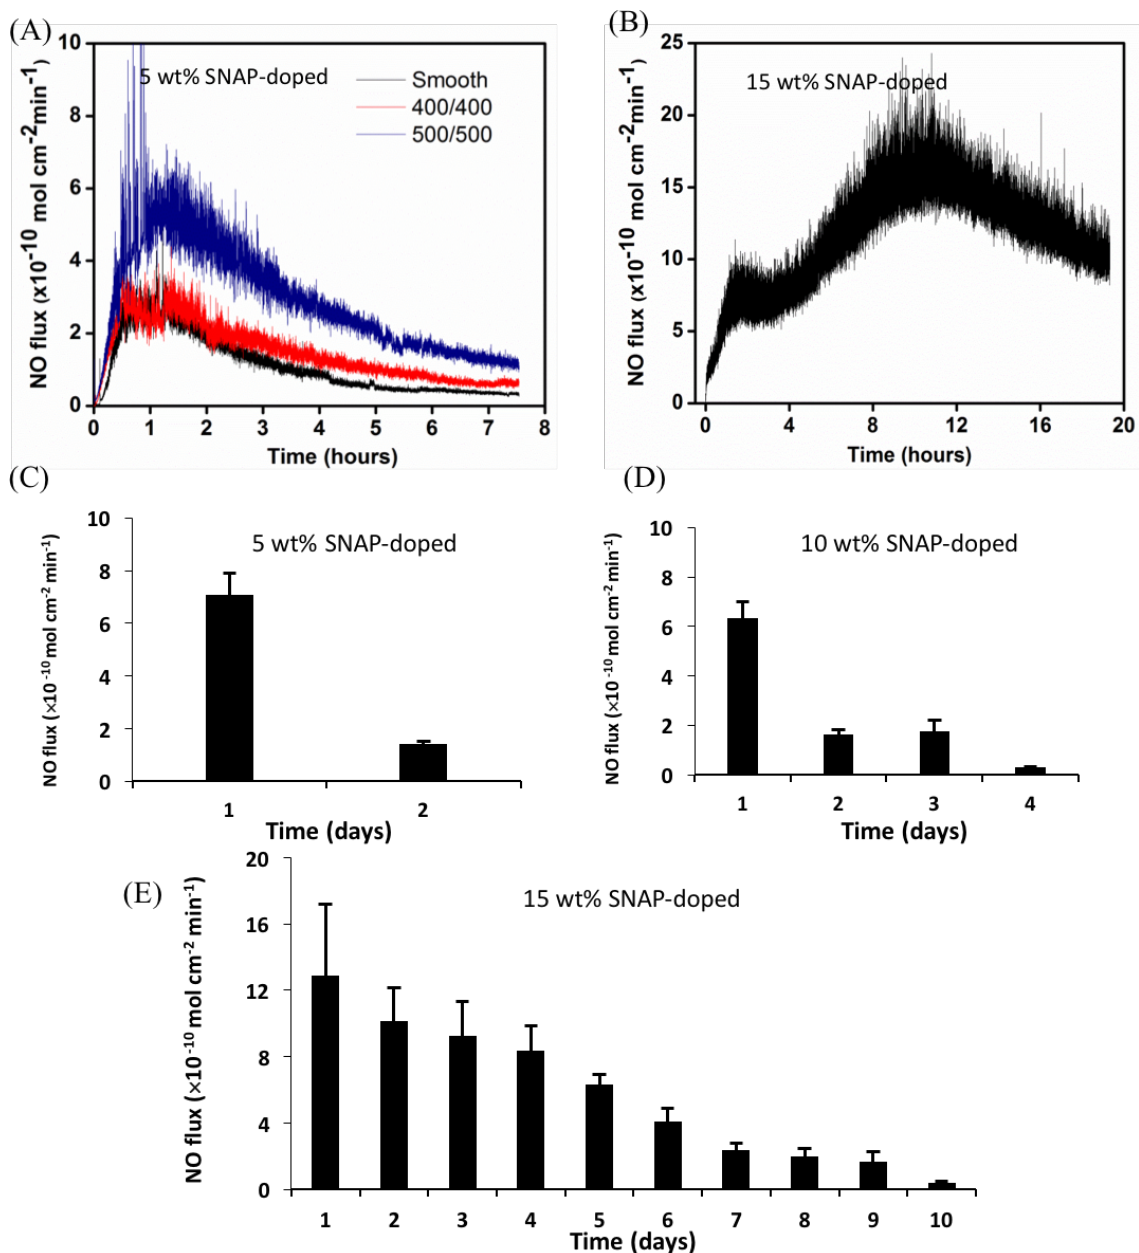 (A)
10
8
6
4
2
0
NO flux (×10⁻¹⁰ mol cm⁻²min⁻¹)
5 wt% SNAP-doped
Smooth
400/400
500/500
0 1 2 3 4 5 6 7 8
Time (hours)
(B)
25
20
15
10
5
0
NO flux (×10⁻¹⁰ mol cm⁻²min⁻¹)
15 wt% SNAP-doped
0 4 8 12 16 20
Time (hours)
(C)
10
8
6
4
2
0
NO flux (×10⁻¹⁰ mol cm⁻² min⁻¹)
5 wt% SNAP-doped
1 2
Time (days)
(D)
10
8
6
4
2
0
NO flux (×10⁻¹⁰ mol cm⁻² min⁻¹)
10 wt% SNAP-doped
1 2 3 4
Time (days)
(E)
20
16
12
8
4
0
NO flux (×10⁻¹⁰ mol cm⁻² min⁻¹)
15 wt% SNAP-doped
1 2 3 4 5 6 7 8 9 10
Time (days)